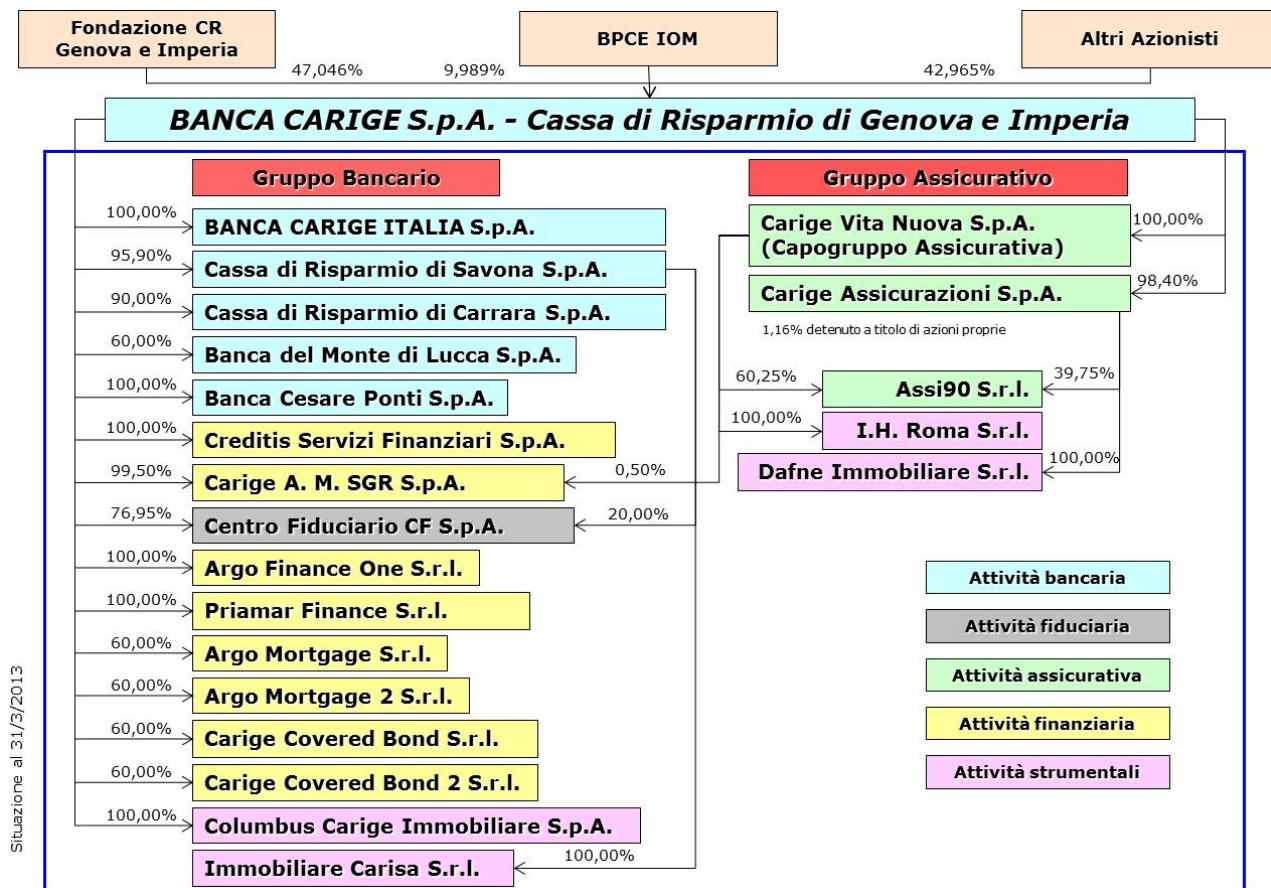 Fondazione CR
Genova e Imperia
BPCE IOM
Altri Azionisti
47,046%
9,989%
42,965%
BANCA CARIGE S.p.A. - Cassa di Risparmio di Genova e Imperia
Gruppo Bancario
Gruppo Assicurativo
100,00%
BANCA CARIGE ITALIA S.p.A.
95,90%
Cassa di Risparmio di Savona S.p.A.
90,00%
Cassa di Risparmio di Carrara S.p.A.
60,00%
Banca del Monte di Lucca S.p.A.
100,00%
Banca Cesare Ponti S.p.A.
100,00%
Creditis Servizi Finanziari S.p.A.
99,50%
Carige A. M. SGR S.p.A.
0,50%
76,95%
Centro Fiduciario CF S.p.A.
20,00%
100,00%
Argo Finance One S.r.l.
100,00%
Priamar Finance S.r.l.
60,00%
Argo Mortgage S.r.l.
60,00%
Argo Mortgage 2 S.r.l.
60,00%
Carige Covered Bond S.r.l.
60,00%
Carige Covered Bond 2 S.r.l.
100,00%
Columbus Carige Immobiliare S.p.A.
Immobiliare Carisa S.r.l.
100,00%
Carige Vita Nuova S.p.A.
(Capogruppo Assicurativa)
100,00%
Carige Assicurazioni S.p.A.
98,40%
1,16% detenuto a titolo di azioni proprie
60,25%
Assi90 S.r.l.
39,75%
100,00%
I.H. Roma S.r.l.
Dafne Immobiliare S.r.l.
100,00%
Attività bancaria
Attività fiduciaria
Attività assicurativa
Attività finanziaria
Attività strumentali
Situazione al 31/3/2013